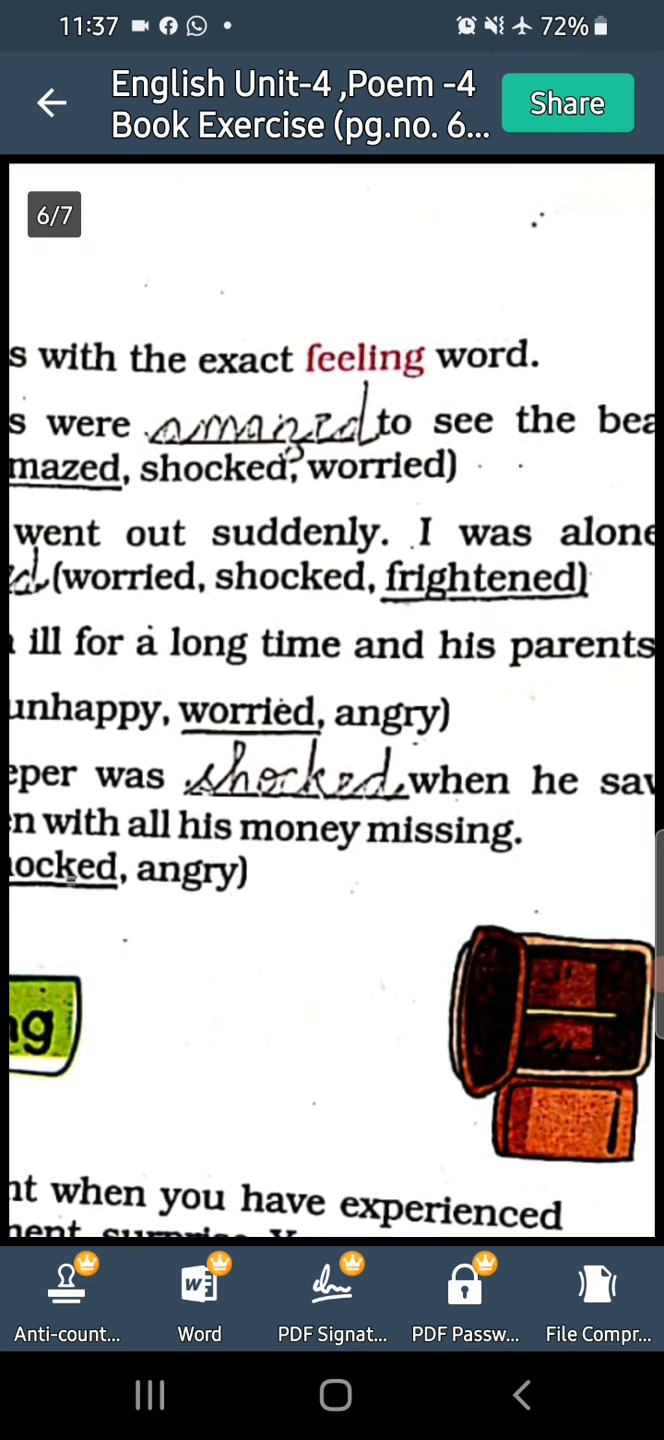 11:37
72%
English Unit-4 ,Poem -4
Book Exercise (pg.no. 6...
Share
6/7
s with the exact feeling word.
s were amazed to see the bea
mazed, shocked, worried)
went out suddenly. I was alone
d (worried, shocked, frightened)
ill for a long time and his parents
unhappy, worried, angry)
eper was shocked when he saw
en with all his money missing.
ocked, angry)
ng
nt when you have experienced
Anti-count...
Word
PDF Signat...
PDF Passw...
File Compr...